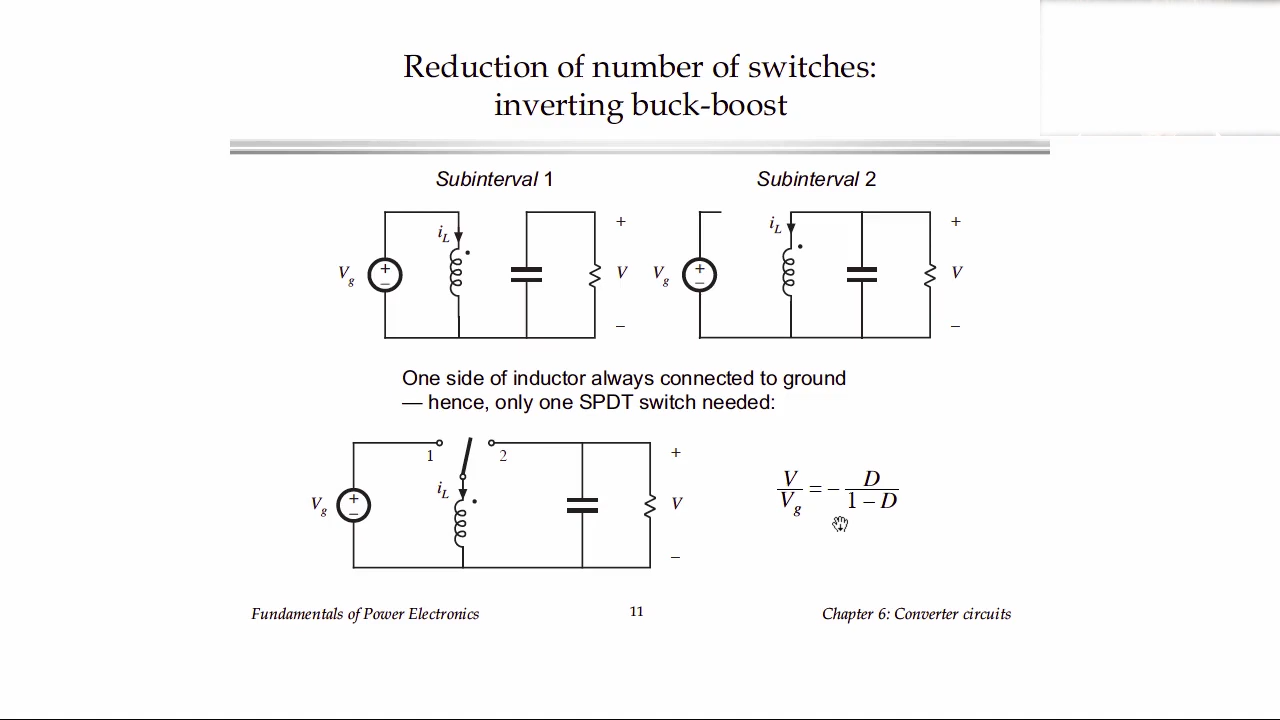 Reduction of number of switches:
inverting buck-boost
Subinterval 1
Subinterval 2
i_L
+
V_g
+
–
V
–
i_L
+
V_g
+
–
V
–
One side of inductor always connected to ground
— hence, only one SPDT switch needed:
1
2
+
i_L
V_g
+
–
V
–
V/V_g = – D/(1 – D)
Fundamentals of Power Electronics
11
Chapter 6: Converter circuits